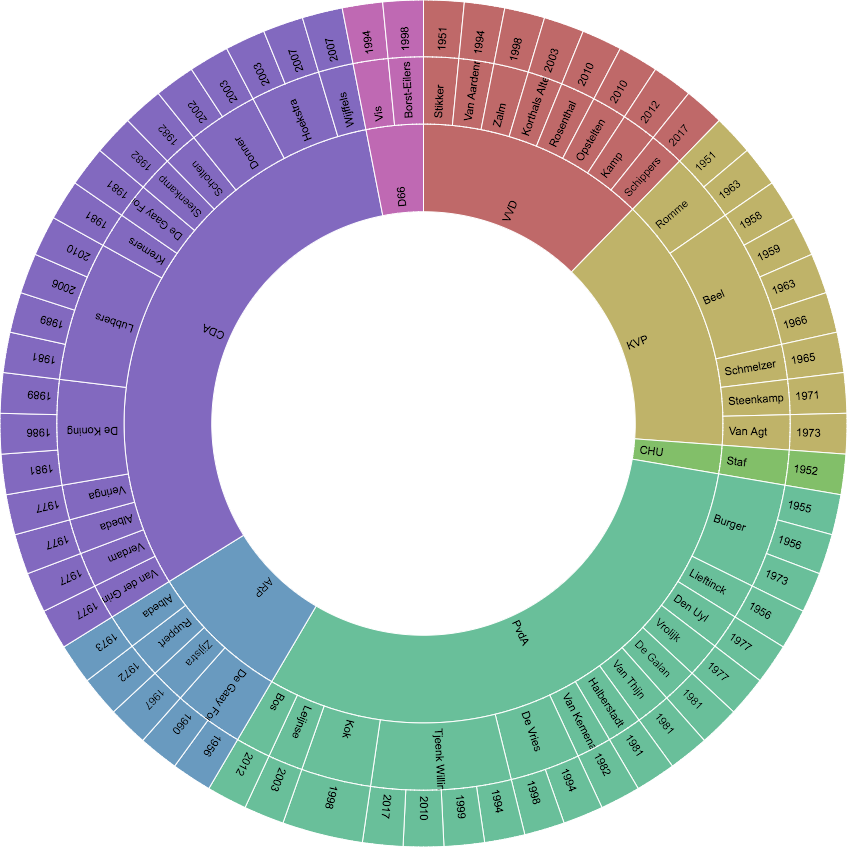 VVD
Stikker
1951
Van Aardenn
1994
Zalm
1998
Korthals Alte
2003
Rosenthal
2010
Opstelten
2010
Kamp
2012
Schippers
2017
KVP
Romme
1951
1963
Beel
1958
1959
1963
1966
Schmelzer
1965
Steenkamp
1971
Van Agt
1973
CHU
Staf
1952
PvdA
Burger
1955
1956
1973
Lieftinck
1956
Den Uyl
1977
Vrolijk
1977
De Galan
1981
Van Thijn
1981
Halberstadt
1981
Van Kemena
1982
De Vries
1994
1998
Tjeenk Willin
1994
1999
2010
2017
Kok
1998
Leijnse
2003
Bos
2012
ARP
De Gaay Fo
1956
1960
Zijlstra
1967
Ruppert
1972
Albeda
1973
CDA
Van der Grin
1977
Verdam
1977
Albeda
1977
Veringa
1977
De Koning
1981
1986
1989
Lubbers
1981
1989
2006
2010
Kremers
1981
De Gaay Fo
1981
Steenkamp
1982
Scholten
1982
Donner
2002
2003
Hoekstra
2003
2007
Wijffels
2007
D66
Vis
1994
Borst-Eilers
1998